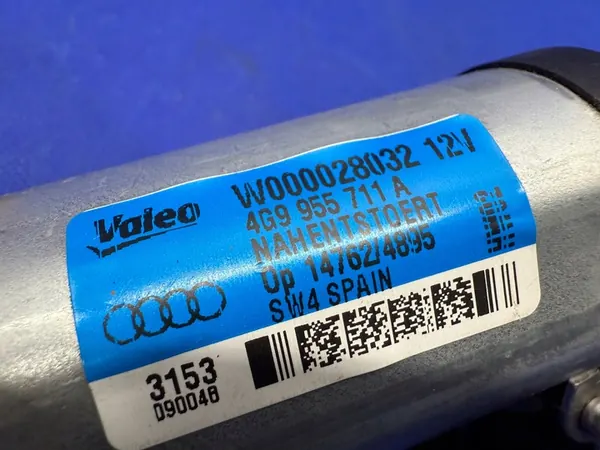 Valeo
W000028032 12V
4G9 955 711 A
NAHENTSTOERT
Op 14762/4895
SW4 SPAIN
3153
D90048